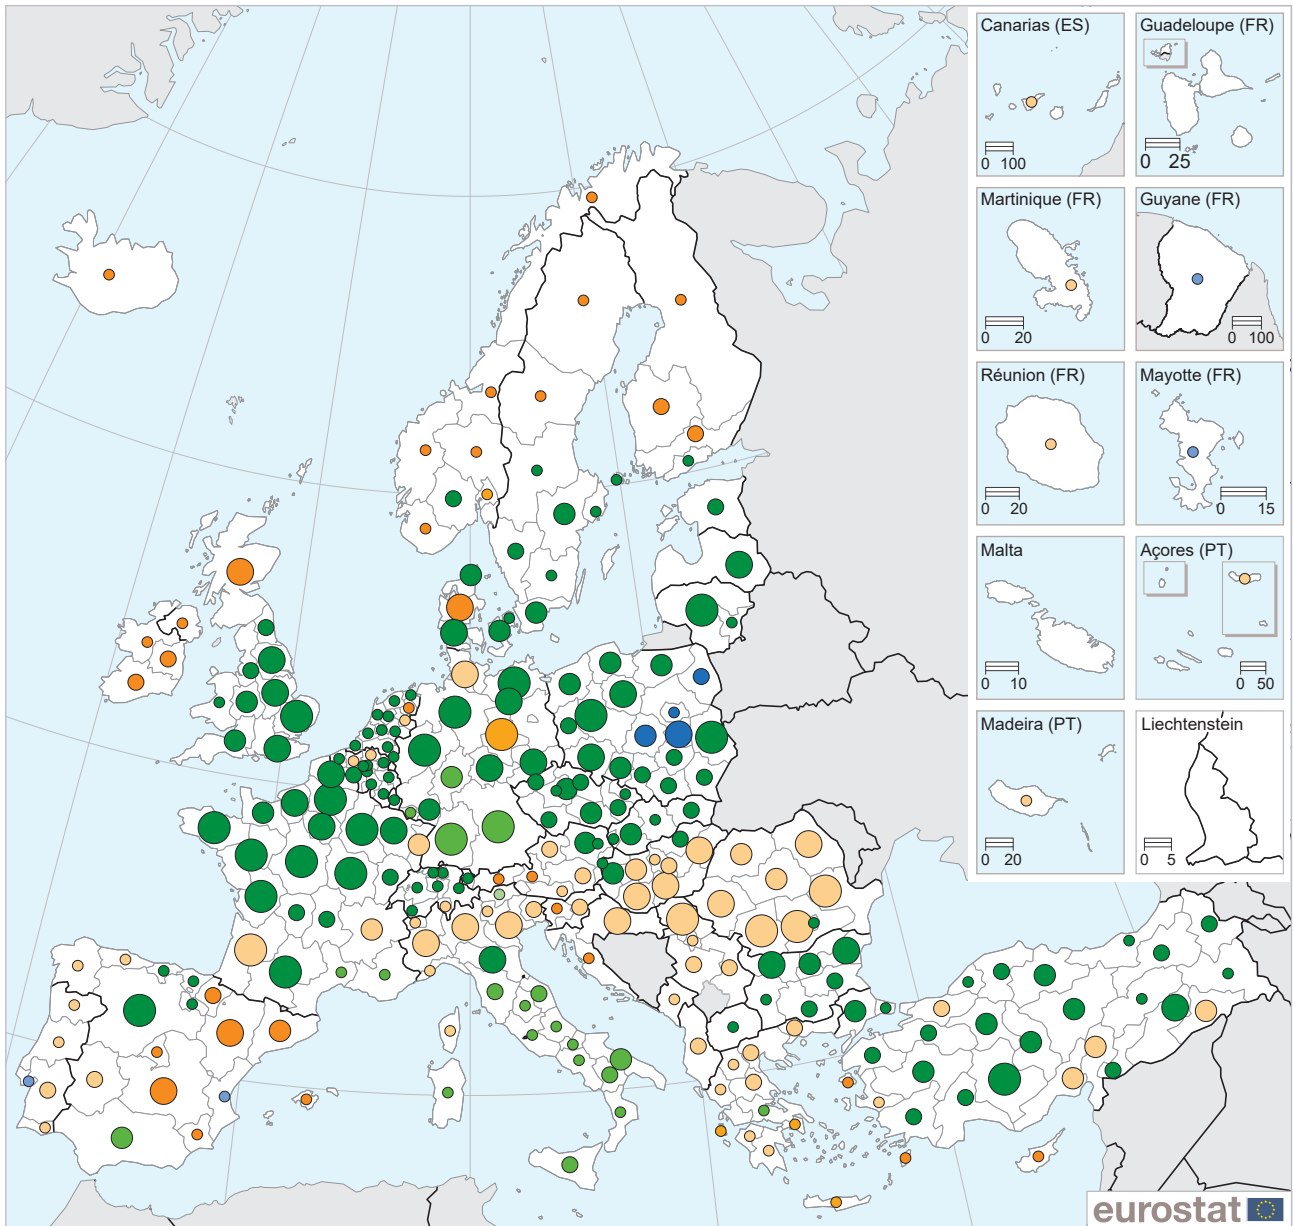 Canarias (ES)
0 100
Guadeloupe (FR)
0 25
Martinique (FR)
0 20
Guyane (FR)
0 100
Réunion (FR)
0 20
Mayotte (FR)
0 15
Malta
0 10
Açores (PT)
0 50
Madeira (PT)
0 20
Liechtenstein
0 5
eurostat